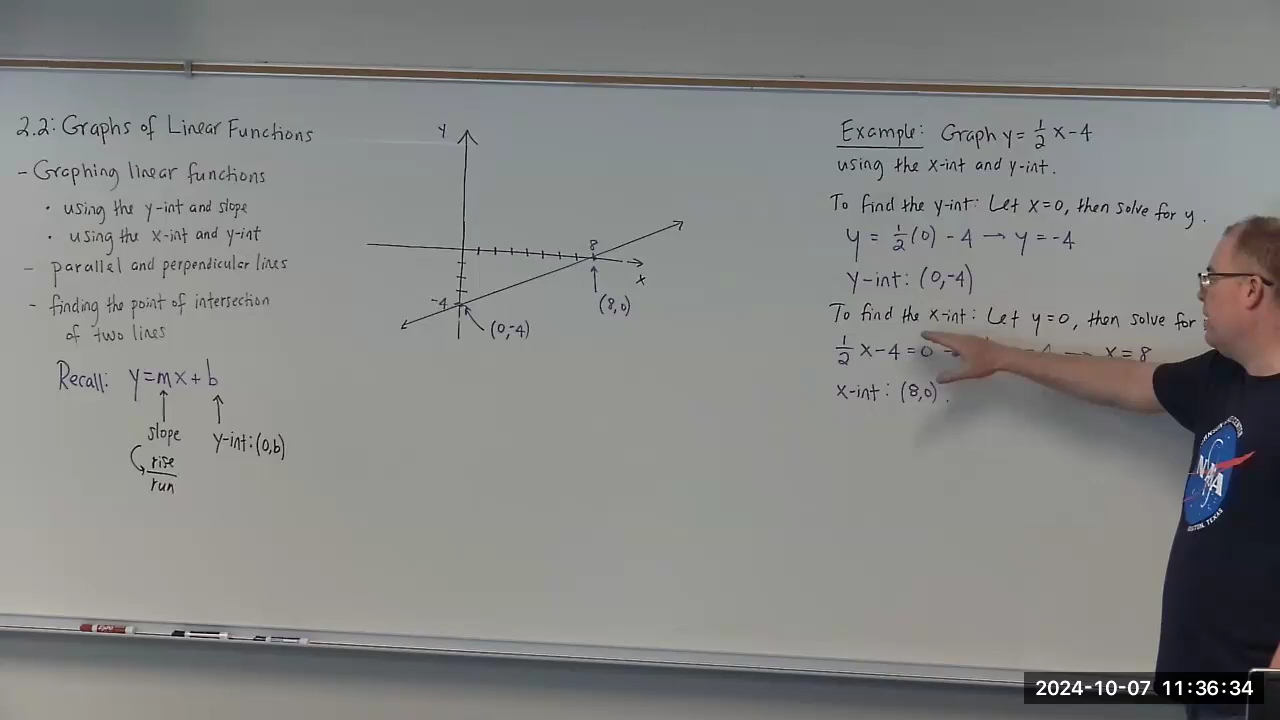 2.2: Graphs of Linear Functions
- Graphing linear functions
• using the y-int and slope
• using the x-int and y-int
- parallel and perpendicular lines
- finding the point of intersection
of two lines
Recall: y=mx+b
slope
y-int:(0,b)
rise
run
y
8
x
-4
(0,-4)
(8,0)
Example: Graph y= 1/2 x-4
using the x-int and y-int.
To find the y-int: Let x=0, then solve for y.
y = 1/2(0) - 4 → y = -4
y-int: (0,-4)
To find the x-int: Let y=0, then solve for
1/2 x-4 = 0 → x = 8
x-int: (8,0).
HOUSTON, TEXAS
2024-10-07 11:36:34